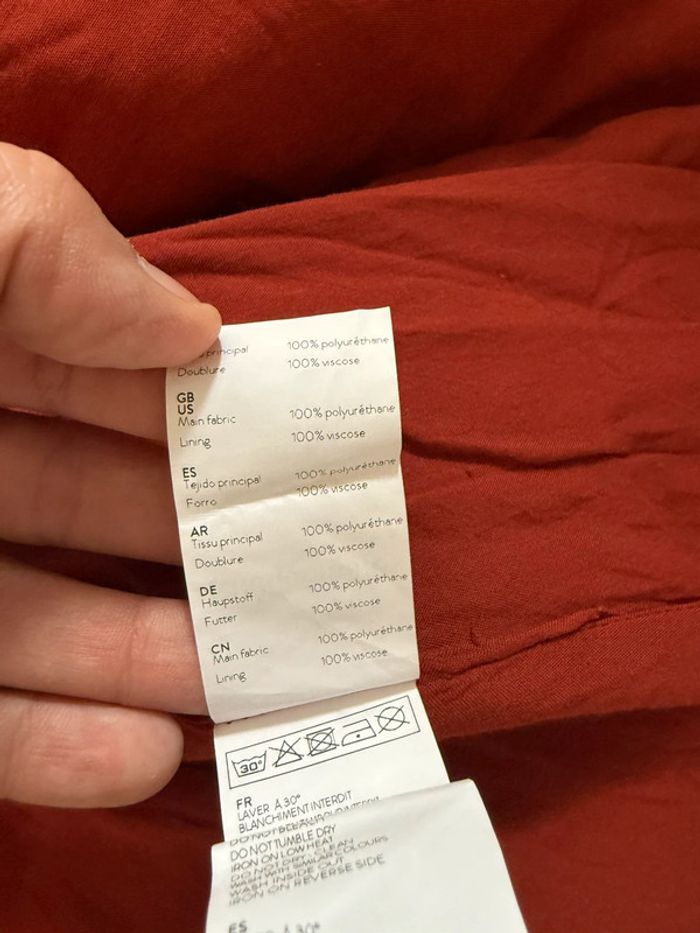 principal 100% polyuréthane
Doublure 100% viscose
GB
US
Main fabric 100% polyuréthane
Lining 100% viscose
ES
Tejido principal 100% polyuréthane
Forro 100% viscose
AR
Tissu principal 100% polyuréthane
Doublure 100% viscose
DE
Haupstoff 100% polyuréthane
Futter 100% viscose
CN
Main fabric 100% polyuréthane
Lining 100% viscose
30°
FR
LAVER À 30°
BLANCHIMENT INTERDIT
DO NOT TUMBLE DRY
IRON ON LOW HEAT
DO NOT DRY CLEAN
WASH WITH SIMILAR COLOURS
WASH INSIDE OUT
IRON ON REVERSE SIDE
ES